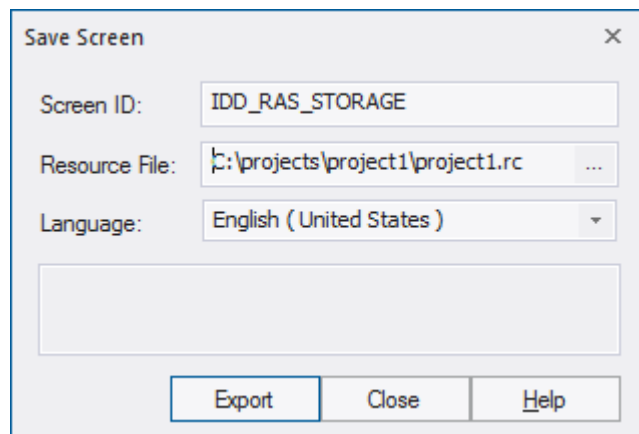 Save Screen
Screen ID: IDD_RAS_STORAGE
Resource File: C:\projects\project1\project1.rc ...
Language: English ( United States )
Export Close Help